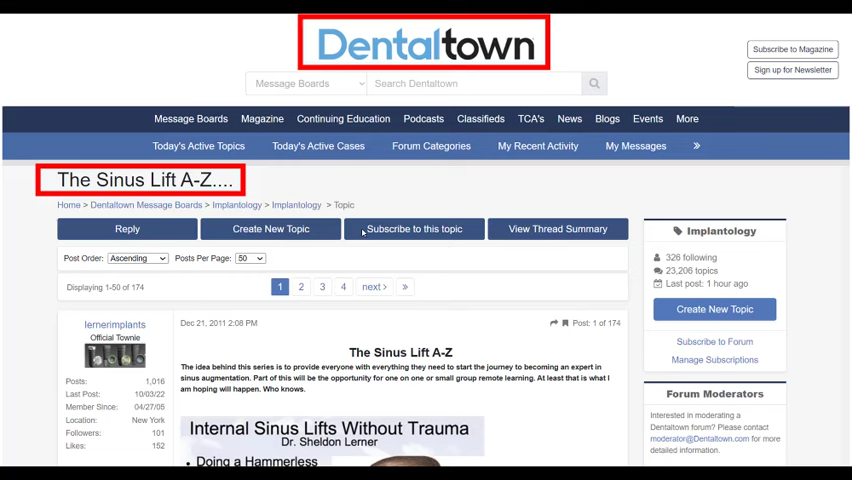 Dentaltown
Message Boards
Search Dentaltown
Subscribe to Magazine
Sign up for Newsletter
Message Boards Magazine Continuing Education Podcasts Classifieds TCA's News Blogs Events More
Today's Active Topics Today's Active Cases Forum Categories My Recent Activity My Messages »
The Sinus Lift A-Z....
Home > Dentaltown Message Boards > Implantology > Implantology > Topic
Reply Create New Topic Subscribe to this topic View Thread Summary
Post Order: Ascending Posts Per Page: 50
Displaying 1-50 of 174 1 2 3 4 next › »
lernerimplants
Official Townie
Posts: 1,016
Last Post: 10/03/22
Member Since: 04/27/05
Location: New York
Followers: 101
Likes: 152
Dec 21, 2011 2:08 PM Post: 1 of 174
The Sinus Lift A-Z
The idea behind this series is to provide everyone with everything they need to start the journey to becoming an expert in
sinus augmentation. Part of this will be the opportunity for one on one or small group remote learning. At least that is what I
am hoping will happen. Who knows.
Internal Sinus Lifts Without Trauma
Dr. Sheldon Lerner
• Doing a Hammerless
Implantology
326 following
23,206 topics
Last post: 1 hour ago
Create New Topic
Subscribe to Forum
Manage Subscriptions
Forum Moderators
Interested in moderating a
Dentaltown forum? Please contact
moderator@Dentaltown.com for more
detailed information.